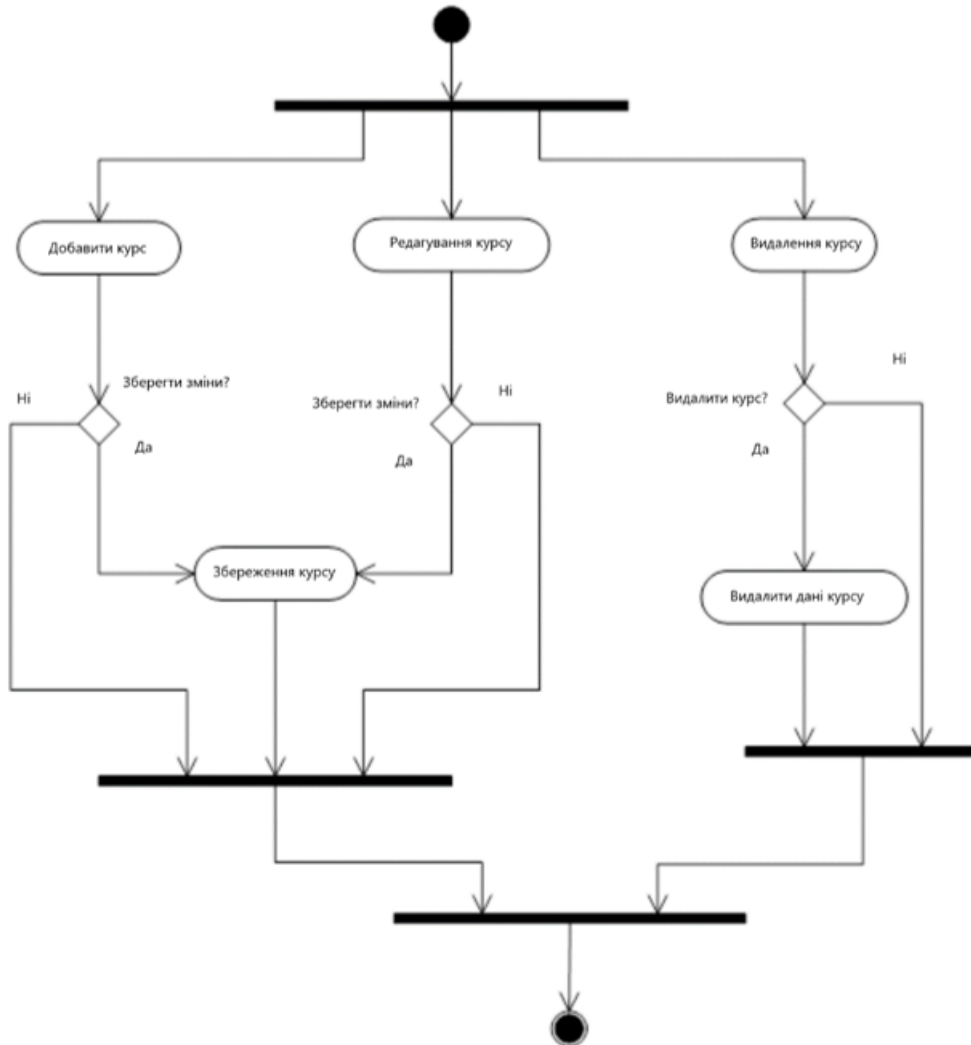 Добавити курс
Редагування курсу
Видалення курсу
Ні
Зберегти зміни?
Зберегти зміни?
Ні
Видалити курс?
Ні
Да
Да
Да
Збереження курсу
Видалити дані курсу